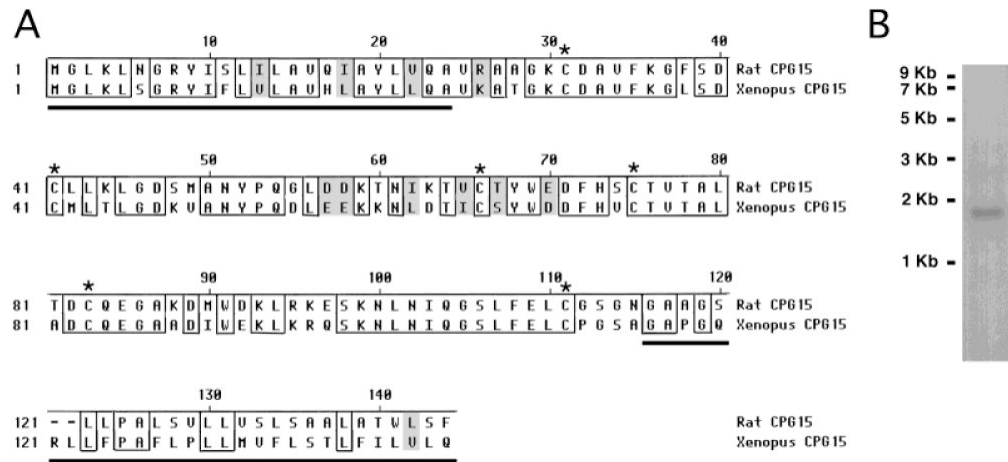 A
B
10 20 30 40
*
1 M G L K L N G R Y I S L I L A V Q I A Y L V Q A V R A A G K C D A V F K G F S D Rat CPG15
1 M G L K L S G R Y I F L V L A V H L A Y L L Q A V K A T G K C D A V F K G L S D Xenopus CPG15
* 50 60 * 70 * 80
41 C L L K L G D S M A N Y P Q G L D D K T N I K T V C T Y W E D F H S C T V T A L Rat CPG15
41 C M L T L G D K V A N Y P Q D L E E K K N L D T I C S Y W D D F H V C T V T A L Xenopus CPG15
* 90 100 110 * 120
81 T D C Q E G A K D M W D K L R K E S K N L N I Q G S L F E L C G S G N G A A G S Rat CPG15
81 A D C Q E G A A D I W E K L K R Q S K N L N I Q G S L F E L C P G S A G A P G Q Xenopus CPG15
130 140
121 - - L L P A L S V L L V S L S A A L A T W L S F Rat CPG15
121 R L L F P A F L P L L M V F L S T L F I L V L Q Xenopus CPG15
9 Kb
7 Kb
5 Kb
3 Kb
2 Kb
1 Kb